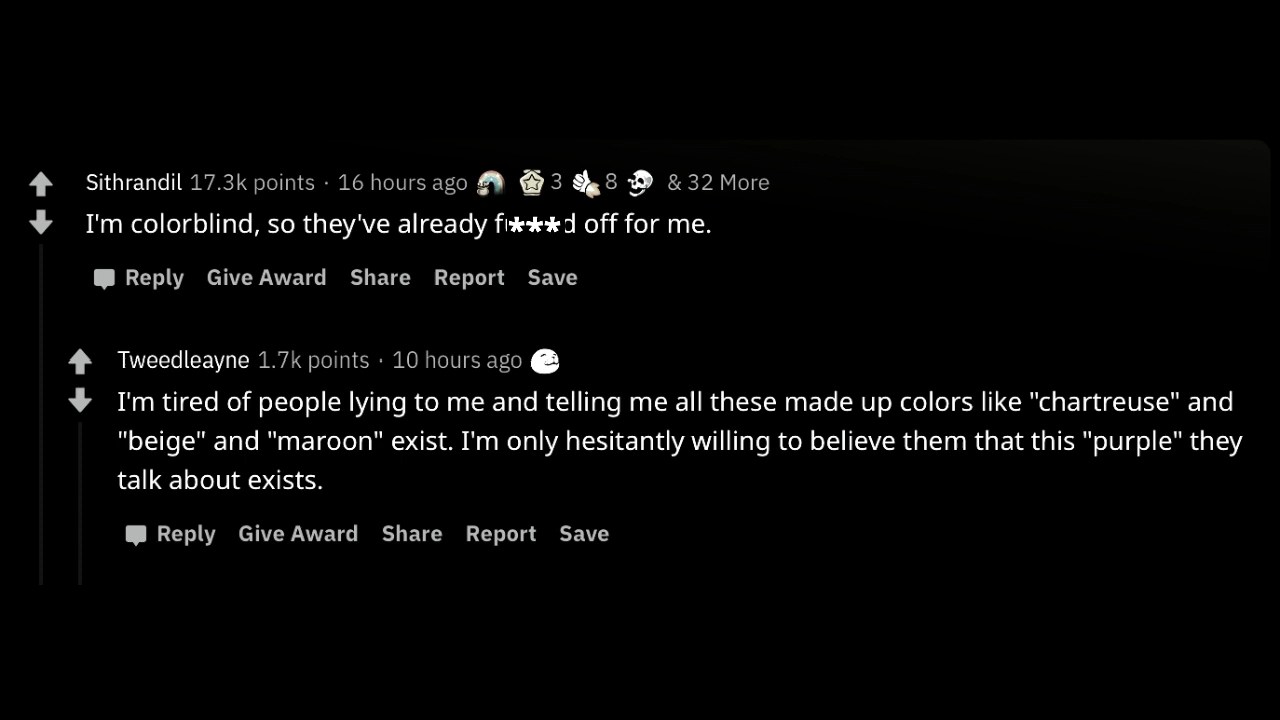 Sithrandil 17.3k points · 16 hours ago 3 8 & 32 More
I'm colorblind, so they've already f***d off for me.
Reply Give Award Share Report Save
Tweedleayne 1.7k points · 10 hours ago
I'm tired of people lying to me and telling me all these made up colors like "chartreuse" and
"beige" and "maroon" exist. I'm only hesitantly willing to believe them that this "purple" they
talk about exists.
Reply Give Award Share Report Save